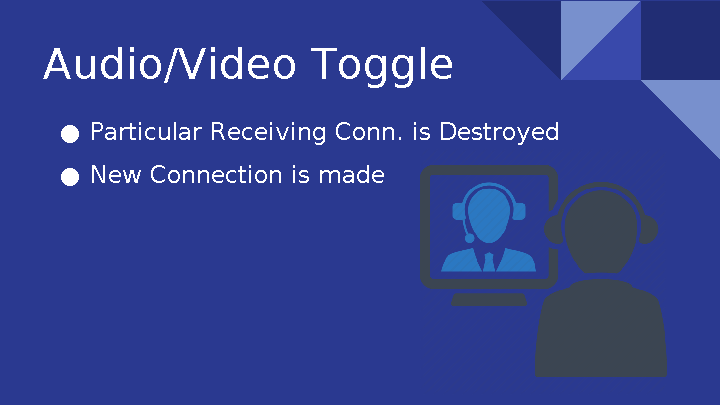 Audio/Video Toggle
● Particular Receiving Conn. is Destroyed
● New Connection is made